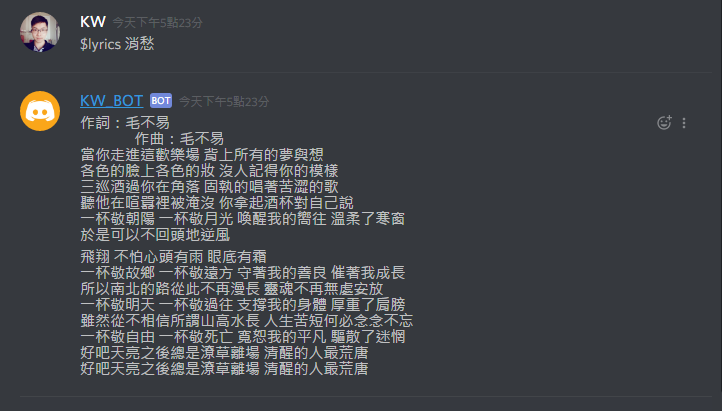 KW 今天下午5點23分
$lyrics 消愁
KW_BOT BOT 今天下午5點23分
作詞：毛不易
作曲：毛不易
當你走進這歡樂場 背上所有的夢與想
各色的臉上各色的妝 沒人記得你的模樣
三巡酒過你在角落 固執的唱著苦澀的歌
聽他在喧囂裡被淹沒 你拿起酒杯對自己說
一杯敬朝陽 一杯敬月光 喚醒我的嚮往 溫柔了寒窗
於是可以不回頭地逆風
飛翔 不怕心頭有雨 眼底有霜
一杯敬故鄉 一杯敬遠方 守著我的善良 催著我成長
所以南北的路從此不再漫長 靈魂不再無處安放
一杯敬明天 一杯敬過往 支撐我的身體 厚重了肩膀
雖然從不相信所謂山高水長 人生苦短何必念念不忘
一杯敬自由 一杯敬死亡 寬恕我的平凡 驅散了迷惘
好吧天亮之後總是潦草離場 清醒的人最荒唐
好吧天亮之後總是潦草離場 清醒的人最荒唐